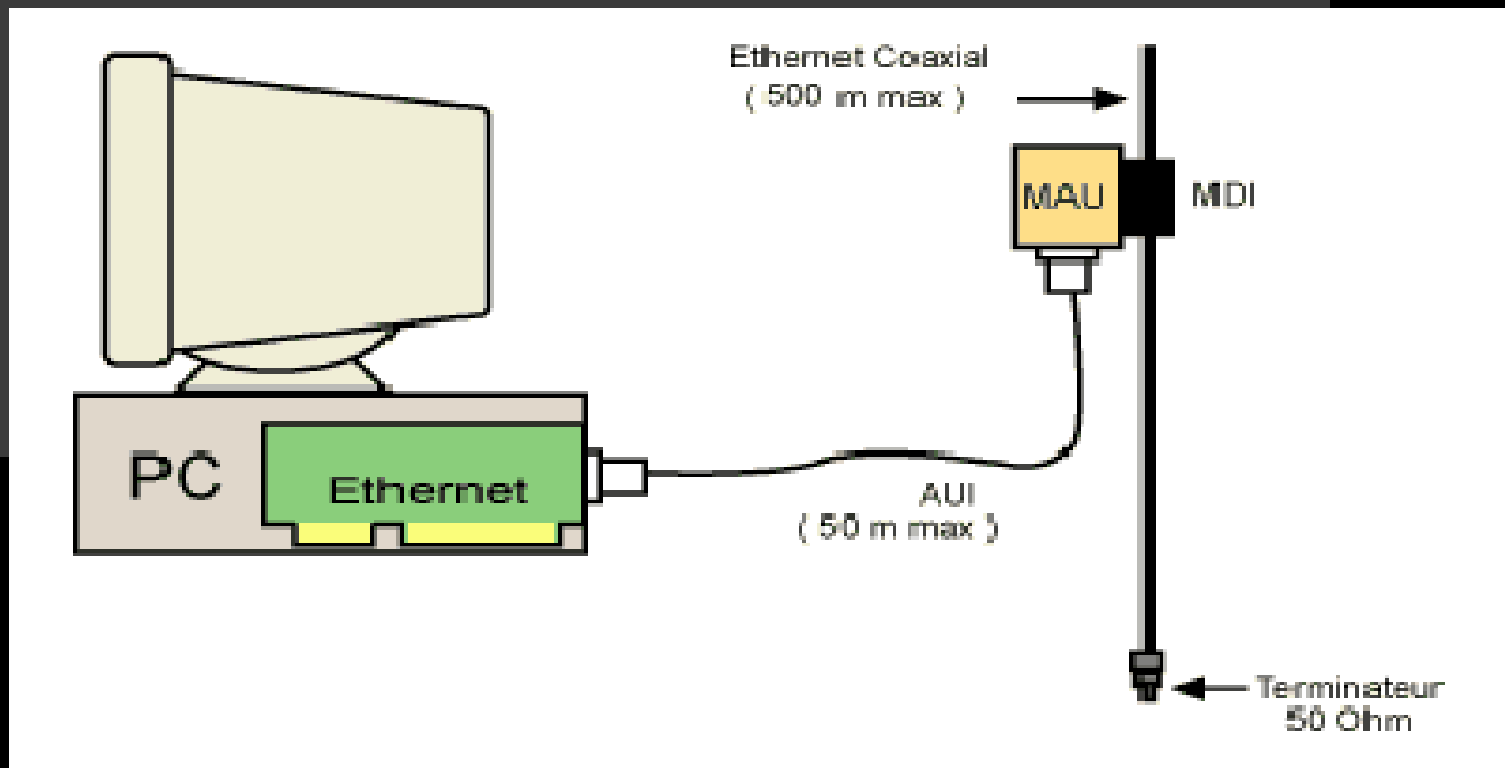 Ethernet Coaxial
( 500 m max )
MAU
MDI
PC
Ethernet
AUI
( 50 m max )
Terminateur
50 Ohm